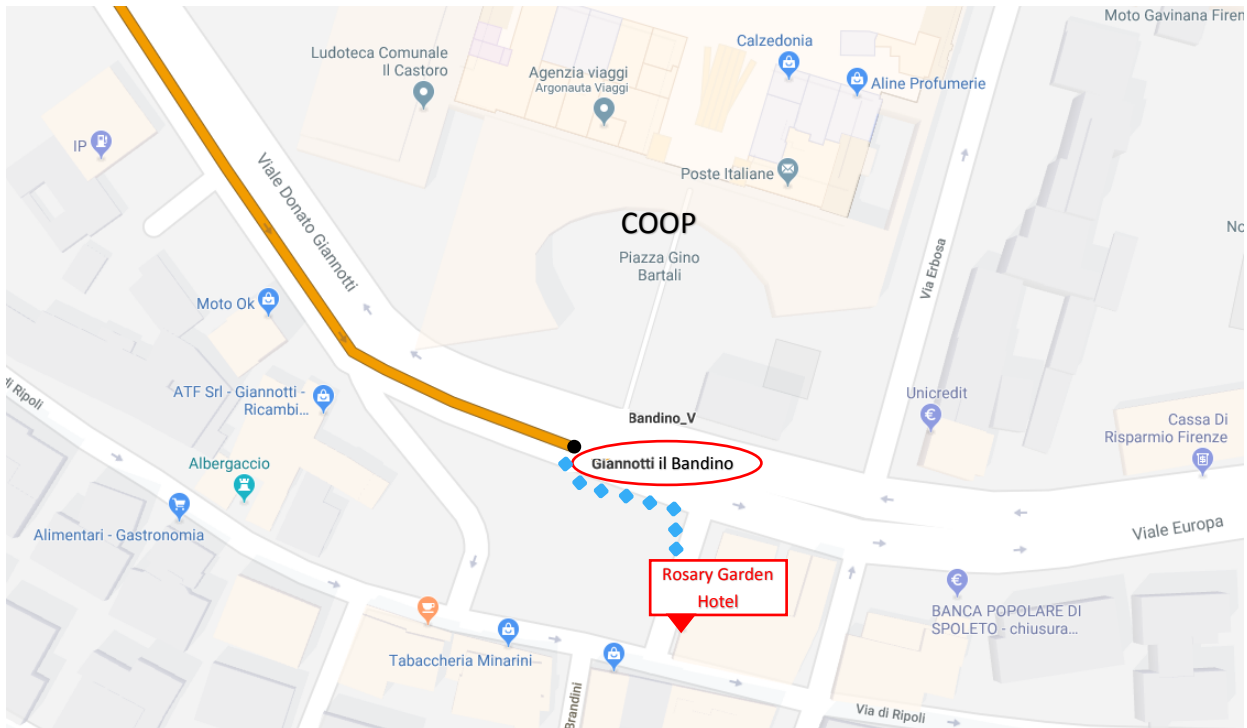 Moto Gavinana Firen
Ludoteca Comunale
Il Castoro
Calzedonia
Agenzia viaggi
Argonauta Viaggi
Aline Profumerie
IP
Viale Donato Giannotti
Poste Italiane
COOP
Piazza Gino
Bartali
No
Via Erbosa
Moto Ok
di Ripoli
ATF Srl - Giannotti -
Ricambi...
Unicredit
Bandino_V
Cassa Di
Risparmio Firenze
Giannotti il Bandino
Albergaccio
Viale Europa
Alimentari - Gastronomia
Rosary Garden
Hotel
BANCA POPOLARE DI
SPOLETO - chiusura...
Tabaccheria Minarini
Brandini
Via di Ripoli